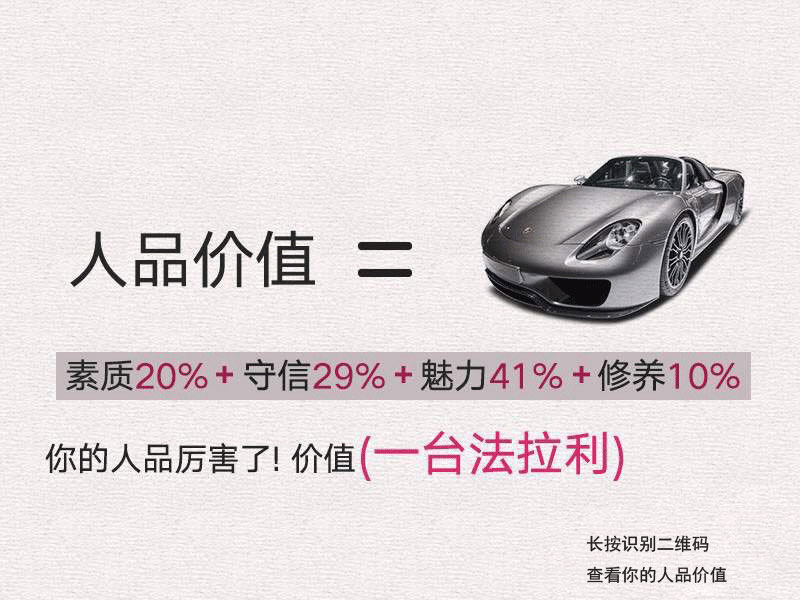 人品价值 =
素质20% + 守信29% + 魅力41% + 修养10%
你的人品厉害了! 价值(一台法拉利)
长按识别二维码
查看你的人品价值